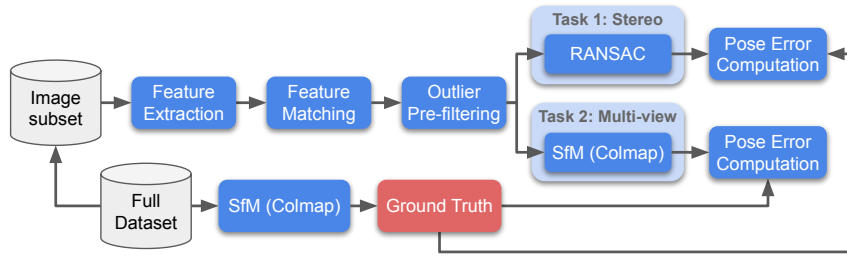 Task 1: Stereo
RANSAC
Pose Error
Computation
Image
subset
Feature
Extraction
Feature
Matching
Outlier
Pre-filtering
Task 2: Multi-view
SfM (Colmap)
Pose Error
Computation
Full
Dataset
SfM (Colmap)
Ground Truth